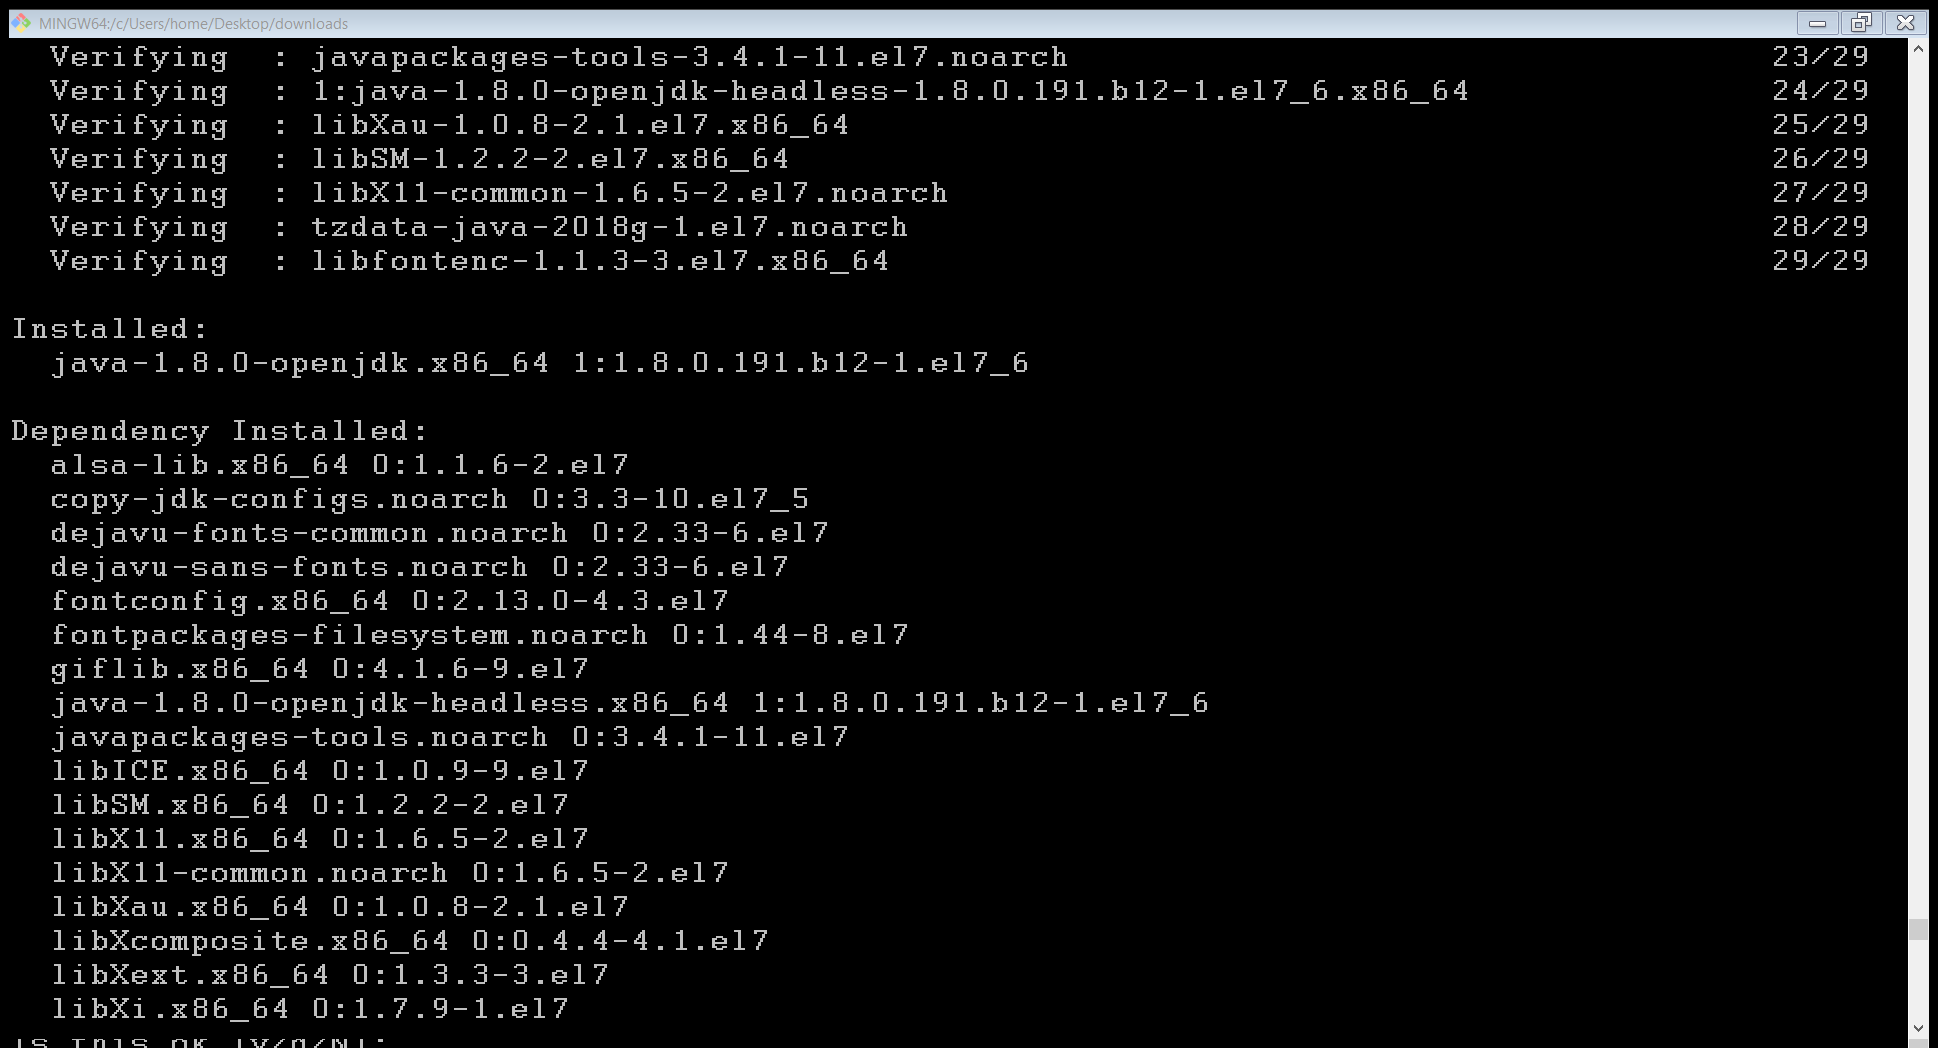 MINGW64:/c/Users/home/Desktop/downloads
Verifying : javapackages-tools-3.4.1-11.el7.noarch 23/29
Verifying : 1:java-1.8.0-openjdk-headless-1.8.0.191.b12-1.el7_6.x86_64 24/29
Verifying : libXau-1.0.8-2.1.el7.x86_64 25/29
Verifying : libSM-1.2.2-2.el7.x86_64 26/29
Verifying : libX11-common-1.6.5-2.el7.noarch 27/29
Verifying : tzdata-java-2018g-1.el7.noarch 28/29
Verifying : libfontenc-1.1.3-3.el7.x86_64 29/29
Installed:
java-1.8.0-openjdk.x86_64 1:1.8.0.191.b12-1.el7_6
Dependency Installed:
alsa-lib.x86_64 0:1.1.6-2.el7
copy-jdk-configs.noarch 0:3.3-10.el7_5
dejavu-fonts-common.noarch 0:2.33-6.el7
dejavu-sans-fonts.noarch 0:2.33-6.el7
fontconfig.x86_64 0:2.13.0-4.3.el7
fontpackages-filesystem.noarch 0:1.44-8.el7
giflib.x86_64 0:4.1.6-9.el7
java-1.8.0-openjdk-headless.x86_64 1:1.8.0.191.b12-1.el7_6
javapackages-tools.noarch 0:3.4.1-11.el7
libICE.x86_64 0:1.0.9-9.el7
libSM.x86_64 0:1.2.2-2.el7
libX11.x86_64 0:1.6.5-2.el7
libX11-common.noarch 0:1.6.5-2.el7
libXau.x86_64 0:1.0.8-2.1.el7
libXcomposite.x86_64 0:0.4.4-4.1.el7
libXext.x86_64 0:1.3.3-3.el7
libXi.x86_64 0:1.7.9-1.el7
Is this ok [y/d/N]: